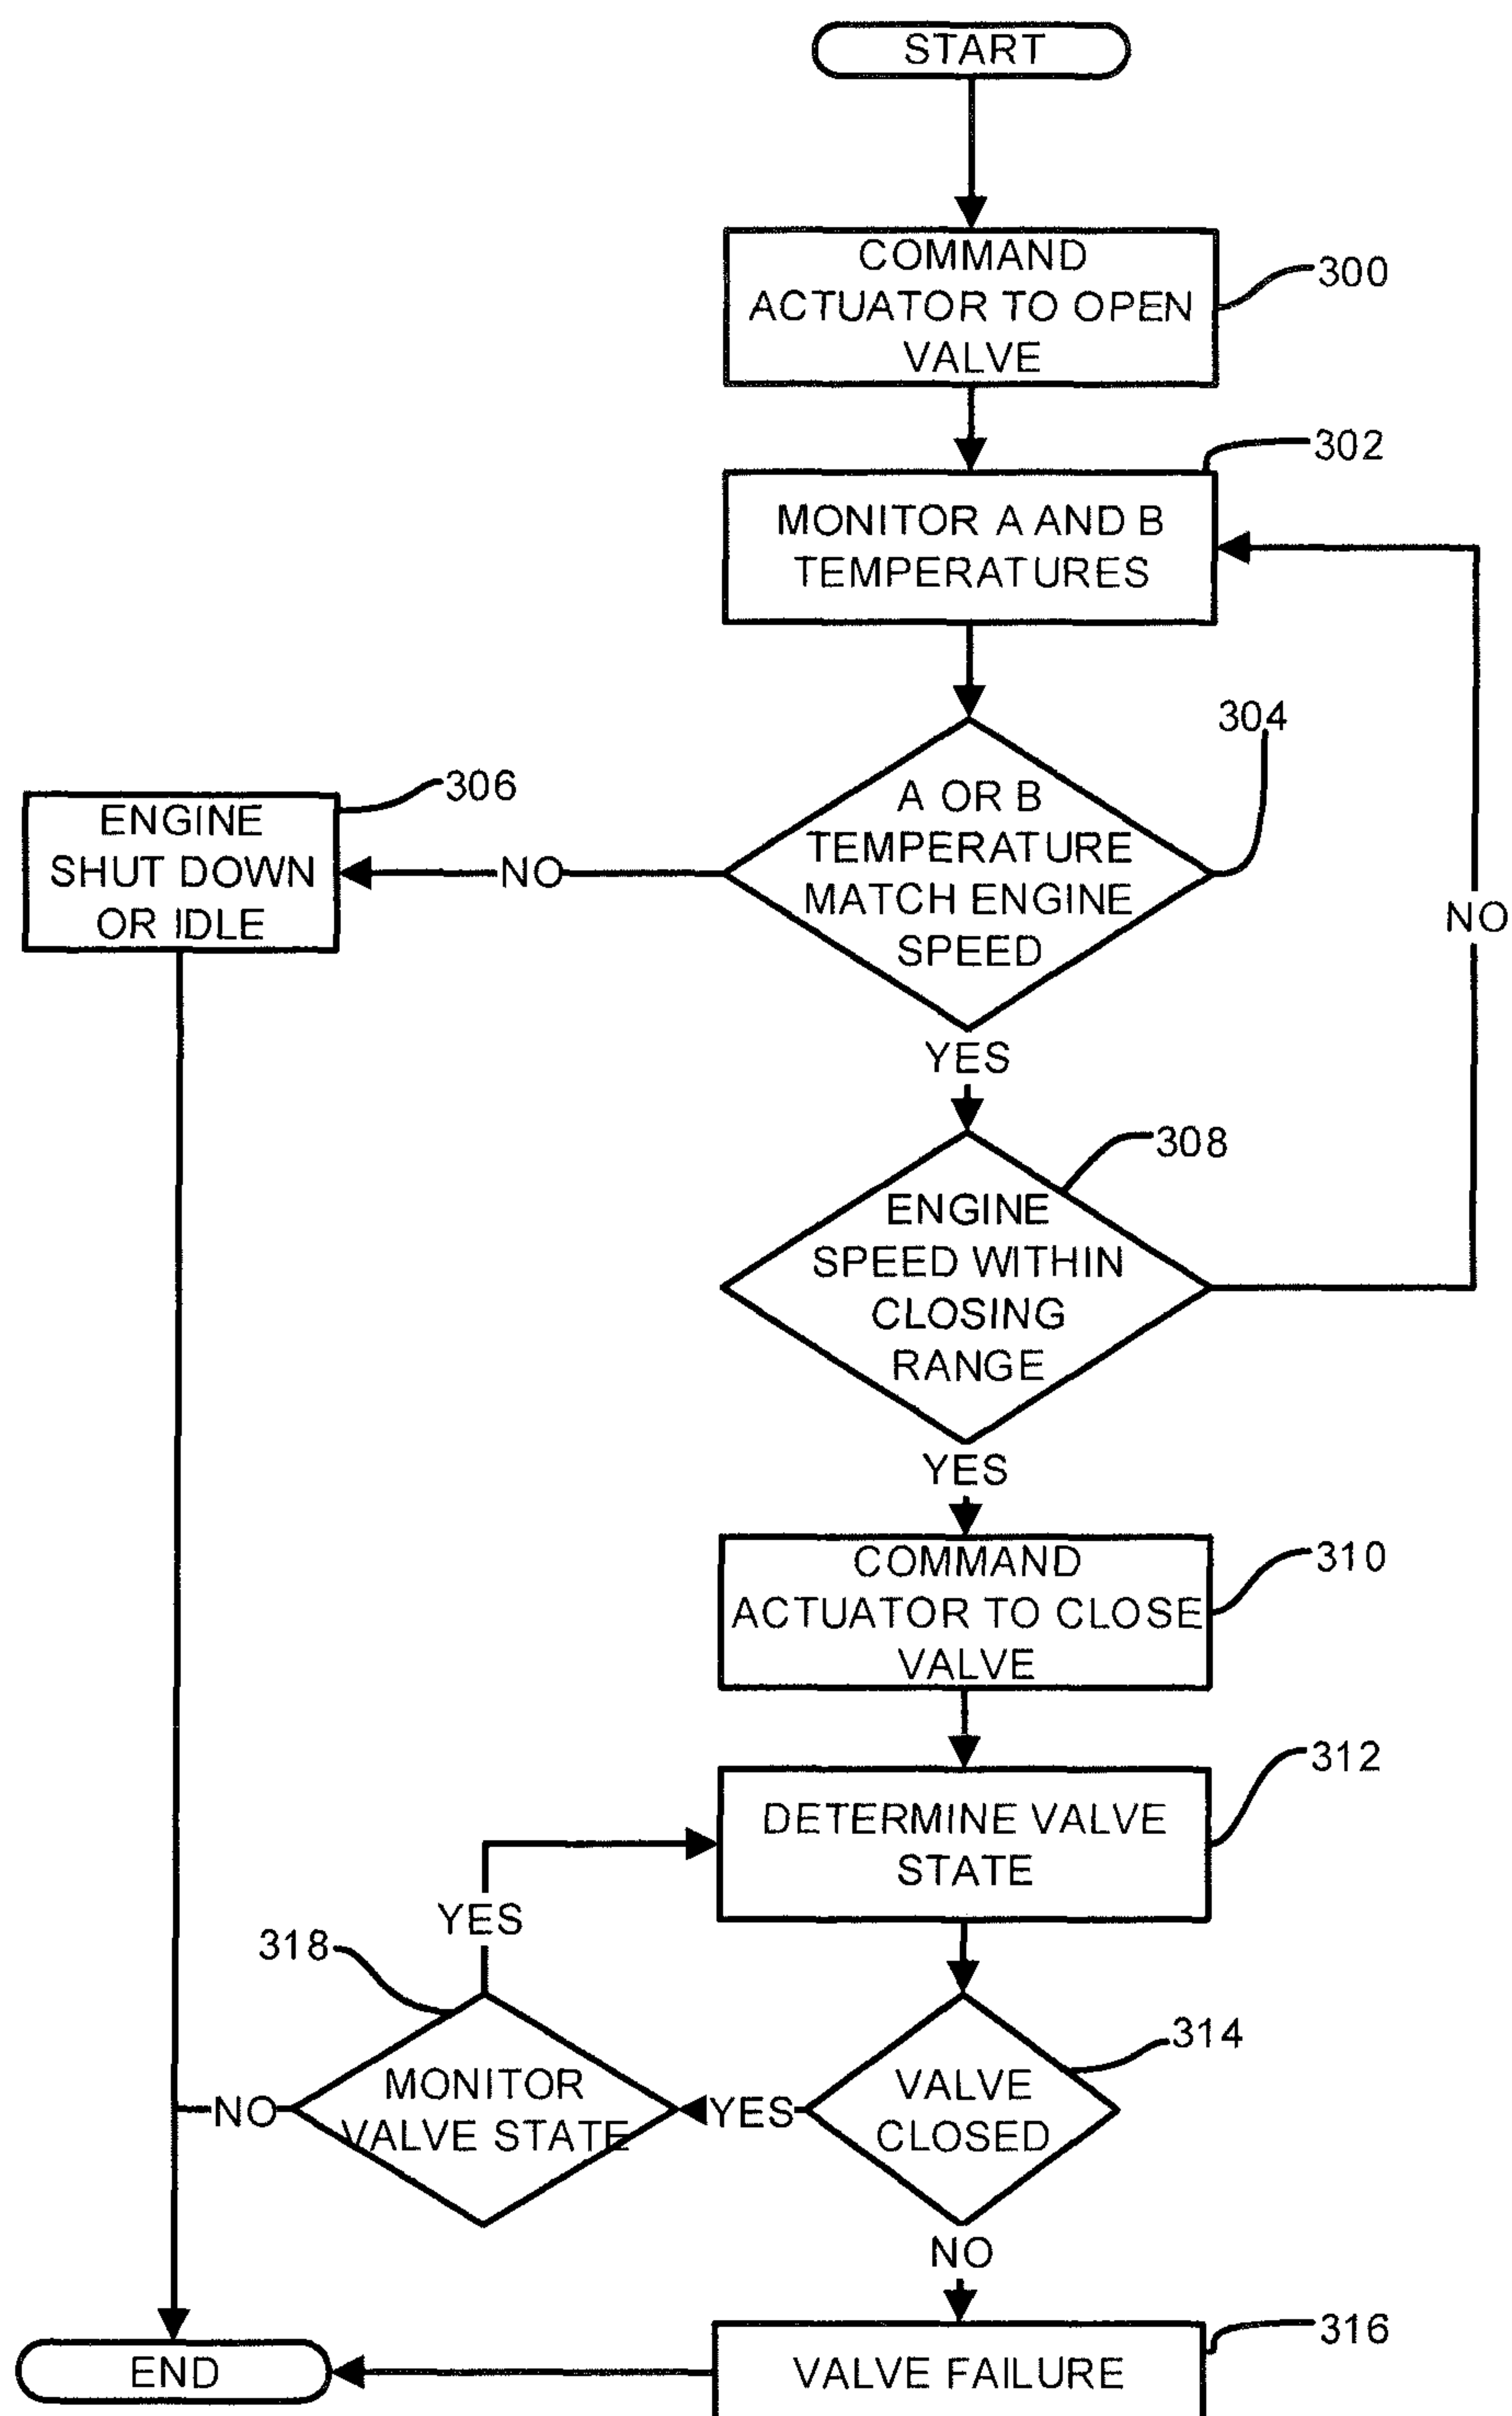 START
COMMAND
ACTUATOR TO OPEN
VALVE
300
302
MONITOR A AND B
TEMPERATURES
304
306
A OR B
TEMPERATURE
MATCH ENGINE
SPEED
ENGINE
SHUT DOWN
OR IDLE
NO
NO
YES
308
ENGINE
SPEED WITHIN
CLOSING
RANGE
YES
COMMAND
ACTUATOR TO CLOSE
VALVE
310
312
DETERMINE VALVE
STATE
YES
318
314
MONITOR
VALVE STATE
VALVE
CLOSED
NO
YES
NO
316
VALVE FAILURE
END